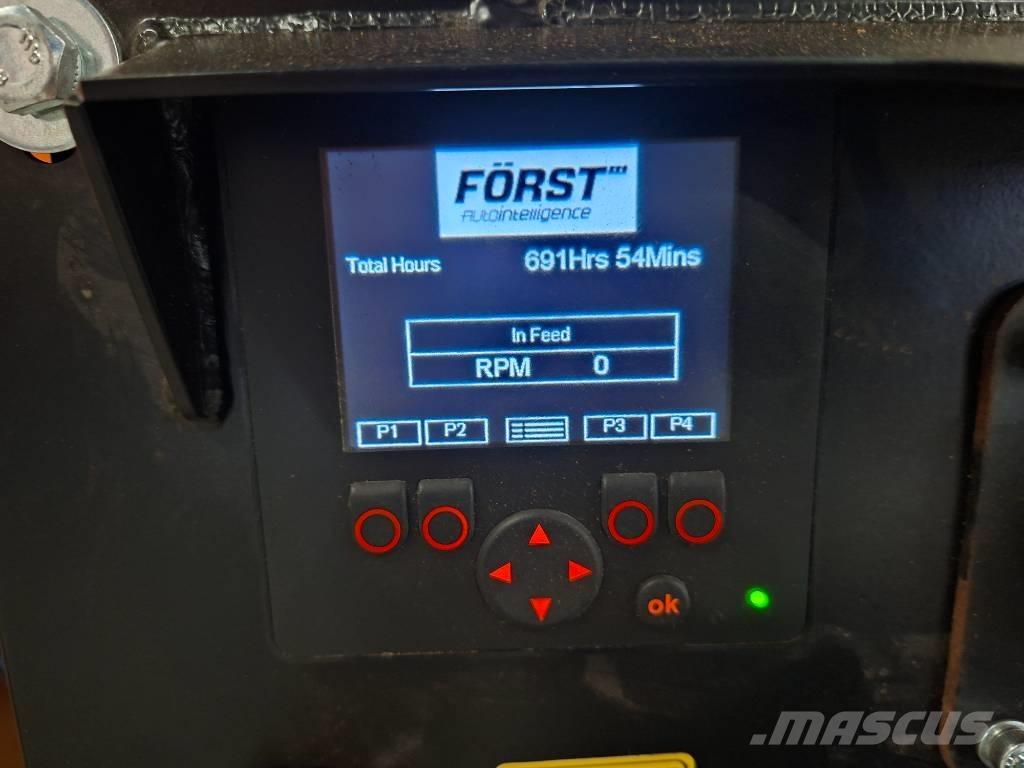 FÖRST
AUtointelligence
Total Hours 691Hrs 54Mins
In Feed
RPM 0
P1 P2 P3 P4
ok
.MASCUS